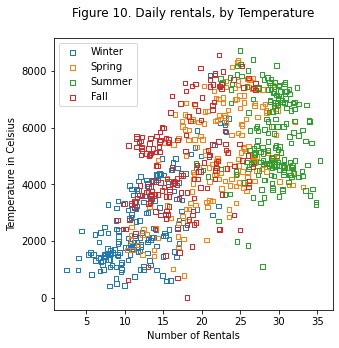 Figure 10. Daily rentals, by Temperature
Winter
Spring
Summer
Fall
Temperature in Celsius
8000
6000
4000
2000
0
5 10 15 20 25 30 35
Number of Rentals